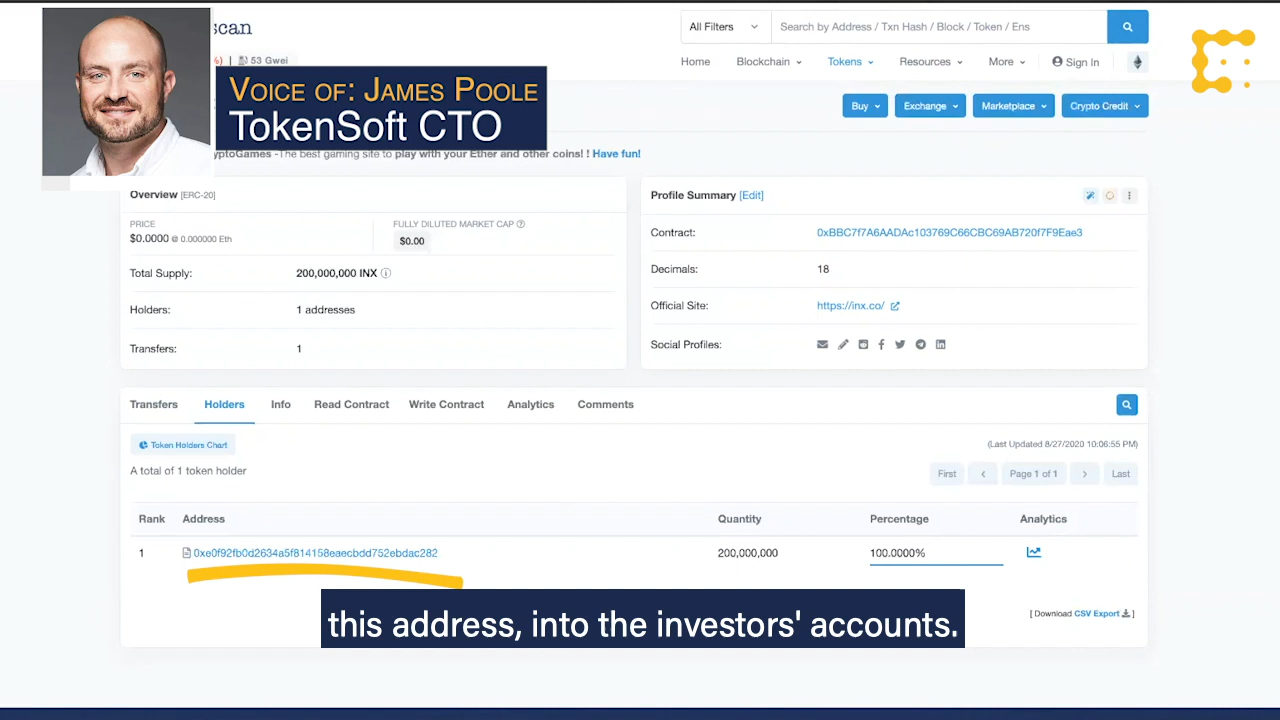 scan
All Filters
Search by Address / Txn Hash / Block / Token / Ens
53 Gwei
Home Blockchain Tokens Resources More Sign In
VOICE OF: JAMES POOLE
TOKENSOFT CTO
Buy Exchange Marketplace Crypto Credit
yptoGames -The best gaming site to play with your Ether and other coins! ! Have fun!
Overview [ERC-20]
PRICE
$0.0000 @ 0.000000 Eth
FULLY DILUTED MARKET CAP
$0.00
Total Supply: 200,000,000 INX
Holders: 1 addresses
Transfers: 1
Profile Summary [Edit]
Contract: 0xBBC7f7A6AADAc103769C66CBC69AB720f7F9Eae3
Decimals: 18
Official Site: https://inx.co/
Social Profiles:
Transfers Holders Info Read Contract Write Contract Analytics Comments
Token Holders Chart
(Last Updated 8/27/2020 10:06:55 PM)
A total of 1 token holder
First Page 1 of 1 Last
Rank Address Quantity Percentage Analytics
1 0xe0f92fb0d2634a5f814158eaecbdd752ebdac282 200,000,000 100.0000%
[ Download CSV Export ]
this address, into the investors' accounts.